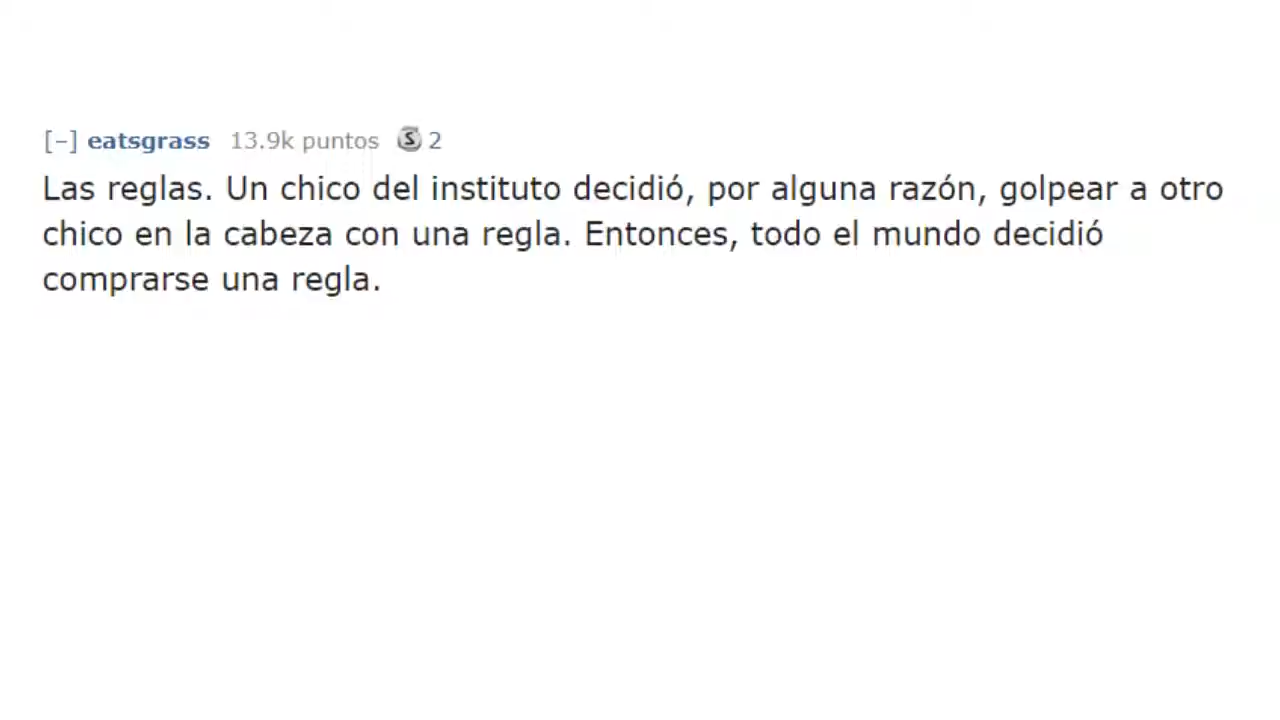 [–] eatsgrass 13.9k puntos S 2
Las reglas. Un chico del instituto decidió, por alguna razón, golpear a otro
chico en la cabeza con una regla. Entonces, todo el mundo decidió
comprarse una regla.